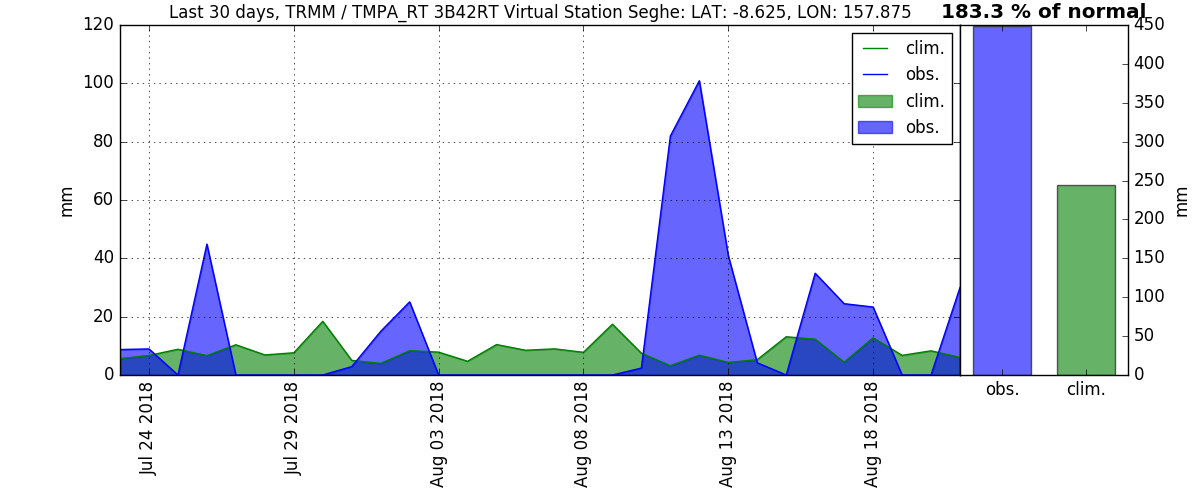 Last 30 days, TRMM / TMPA_RT 3B42RT Virtual Station Seghe: LAT: -8.625, LON: 157.875
183.3 % of normal
120
100
80
60
40
20
0
mm
clim.
obs.
clim.
obs.
Jul 24 2018
Jul 29 2018
Aug 03 2018
Aug 08 2018
Aug 13 2018
Aug 18 2018
450
400
350
300
250
200
150
100
50
0
mm
obs.
clim.